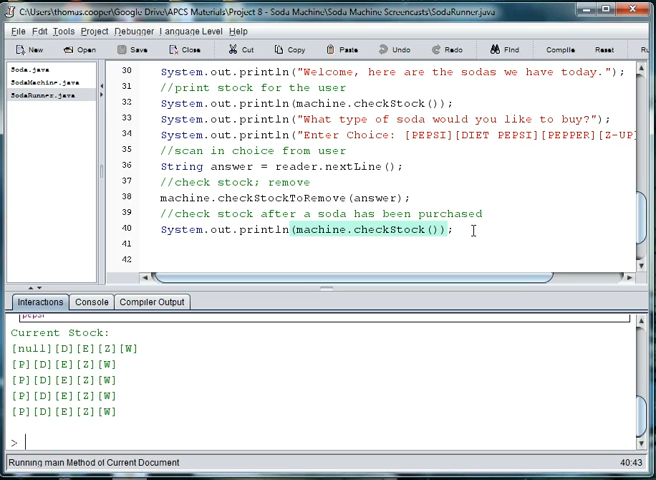 C:\Users\thomas.cooper\Google Drive\APCS Materials\Project 8 - Soda Machine\Soda Machine Screencasts\SodaRunner.java
File Edit Tools Project Debugger Language Level Help
New Open Save Close Cut Copy Paste Undo Redo Find Compile Reset Ru
Soda.java
SodaMachine.java
SodaRunner.java
30 System.out.println("Welcome, here are the sodas we have today.");
31 //print stock for the user
32 System.out.println(machine.checkStock());
33 System.out.println("What type of soda would you like to buy?");
34 System.out.println("Enter Choice: [PEPSI][DIET PEPSI][PEPPER][Z-UP
35 //scan in choice from user
36 String answer = reader.nextLine();
37 //check stock; remove
38 machine.checkStockToRemove(answer);
39 //check stock after a soda has been purchased
40 System.out.println(machine.checkStock());
41
42
Interactions Console Compiler Output
pepsi
Current Stock:
[null][D][E][Z][W]
[P][D][E][Z][W]
[P][D][E][Z][W]
[P][D][E][Z][W]
[P][D][E][Z][W]
>
Running main Method of Current Document 40:43